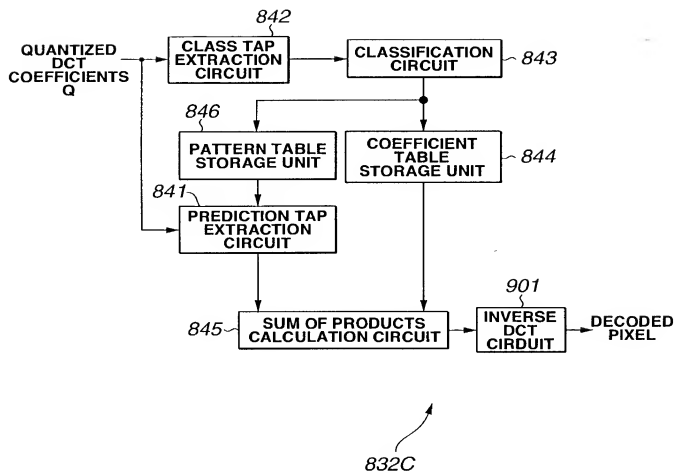 842
QUANTIZED
DCT
COEFFICIENTS
Q
CLASS TAP
EXTRACTION
CIRCUIT
CLASSIFICATION
CIRCUIT
843
846
PATTERN TABLE
STORAGE UNIT
COEFFICIENT
TABLE
STORAGE UNIT
844
841
PREDICTION TAP
EXTRACTION
CIRCUIT
901
845
SUM OF PRODUCTS
CALCULATION CIRCUIT
INVERSE
DCT
CIRDUIT
DECODED
PIXEL
832C